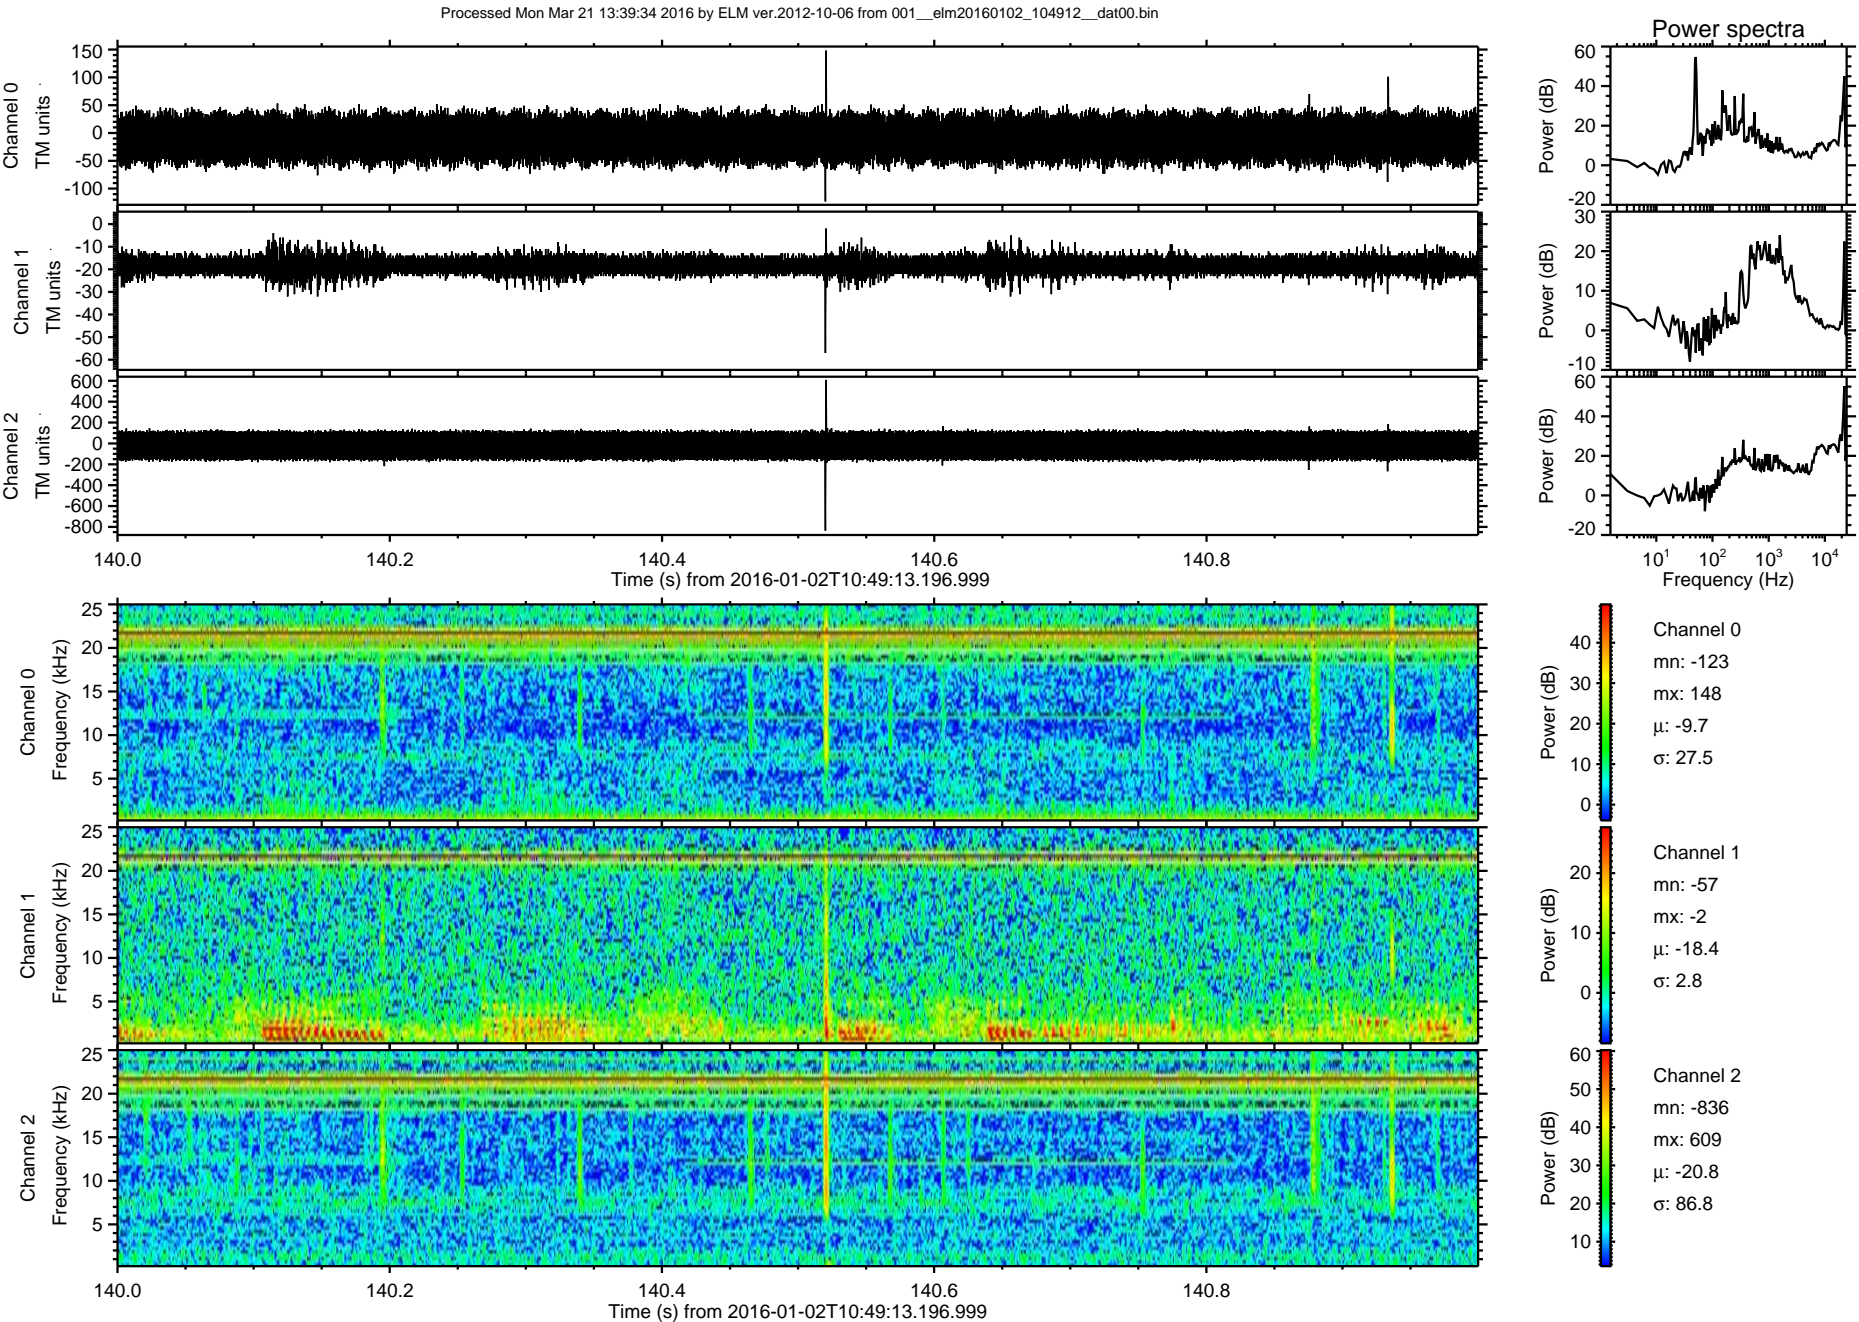 Processed Mon Mar 21 13:39:34 2016 by ELM ver.2012-10-06 from 001__elm20160102_104912__dat00.bin
Power spectra
Channel 0
TM units
150
100
50
0
-50
-100
Power (dB)
60
40
20
0
-20
Channel 1
TM units
0
-10
-20
-30
-40
-50
-60
Power (dB)
30
20
10
0
-10
Channel 2
TM units
600
400
200
0
-200
-400
-600
-800
Power (dB)
60
40
20
0
-20
140.0 140.2 140.4 140.6 140.8
Time (s) from 2016-01-02T10:49:13.196.999
10^1 10^2 10^3 10^4
Frequency (Hz)
Channel 0
Frequency (kHz)
25
20
15
10
5
Power (dB)
40
30
20
10
0
Channel 0
mn: -123
mx: 148
μ: -9.7
σ: 27.5
Channel 1
Frequency (kHz)
25
20
15
10
5
Power (dB)
20
10
0
Channel 1
mn: -57
mx: -2
μ: -18.4
σ: 2.8
Channel 2
Frequency (kHz)
25
20
15
10
5
Power (dB)
60
50
40
30
20
10
Channel 2
mn: -836
mx: 609
μ: -20.8
σ: 86.8
140.0 140.2 140.4 140.6 140.8
Time (s) from 2016-01-02T10:49:13.196.999